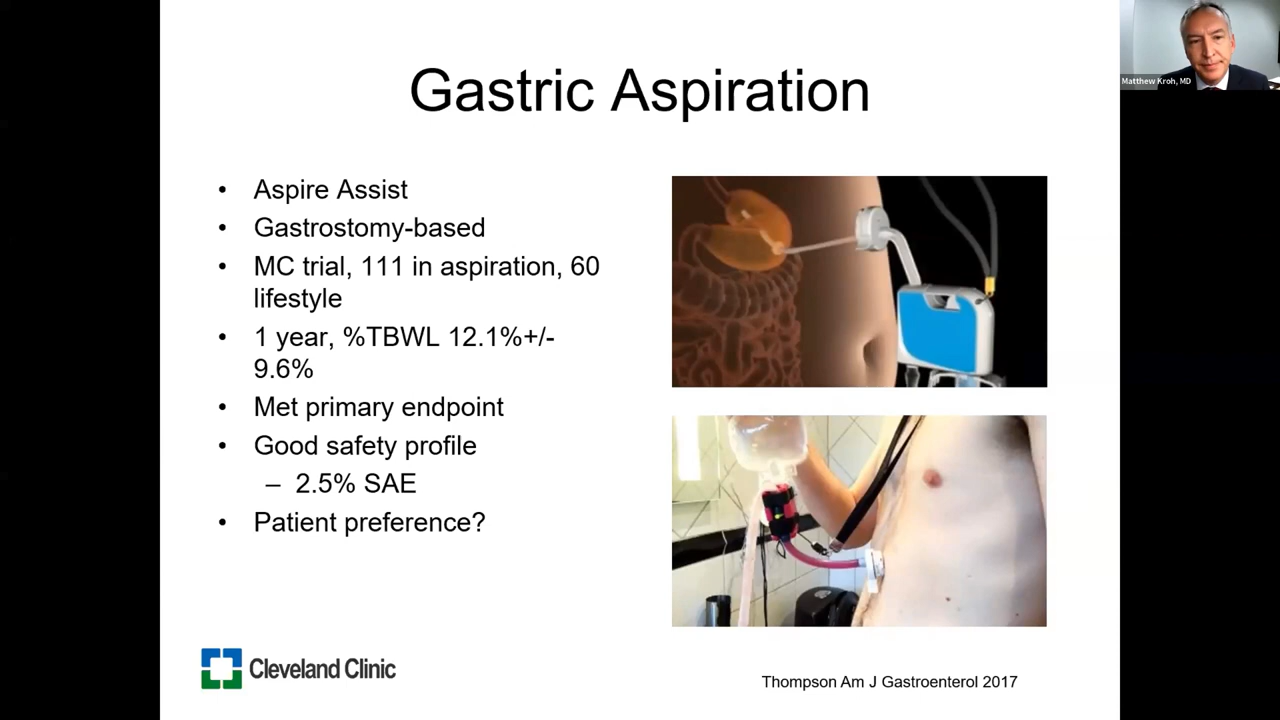 Matthew Kroh, MD
Gastric Aspiration
• Aspire Assist
• Gastrostomy-based
• MC trial, 111 in aspiration, 60
lifestyle
• 1 year, %TBWL 12.1%+/-
9.6%
• Met primary endpoint
• Good safety profile
– 2.5% SAE
• Patient preference?
Cleveland Clinic
Thompson Am J Gastroenterol 2017